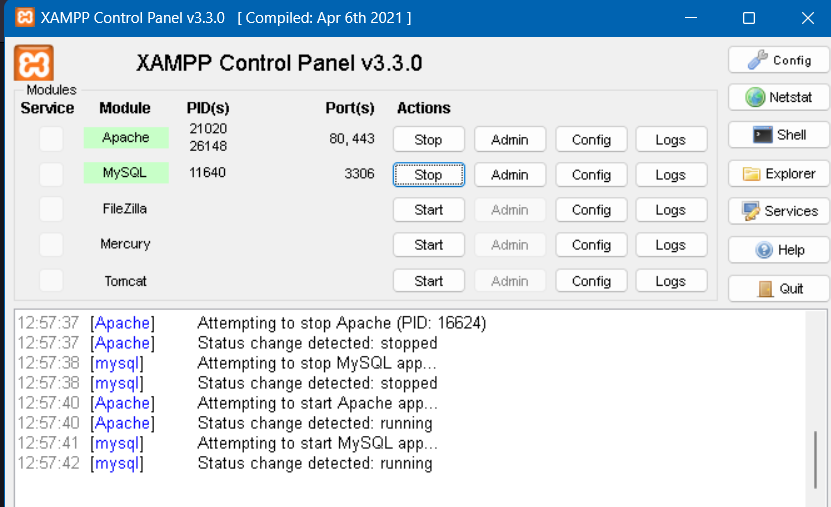 XAMPP Control Panel v3.3.0 [ Compiled: Apr 6th 2021 ]
XAMPP Control Panel v3.3.0
Config
Modules
Service Module PID(s) Port(s) Actions
Netstat
Apache 21020 26148 80, 443 Stop Admin Config Logs
Shell
MySQL 11640 3306 Stop Admin Config Logs
Explorer
FileZilla Start Admin Config Logs
Services
Mercury Start Admin Config Logs
Help
Tomcat Start Admin Config Logs
Quit
12:57:37 [Apache] Attempting to stop Apache (PID: 16624)
12:57:37 [Apache] Status change detected: stopped
12:57:38 [mysql] Attempting to stop MySQL app...
12:57:38 [mysql] Status change detected: stopped
12:57:40 [Apache] Attempting to start Apache app...
12:57:40 [Apache] Status change detected: running
12:57:41 [mysql] Attempting to start MySQL app...
12:57:42 [mysql] Status change detected: running